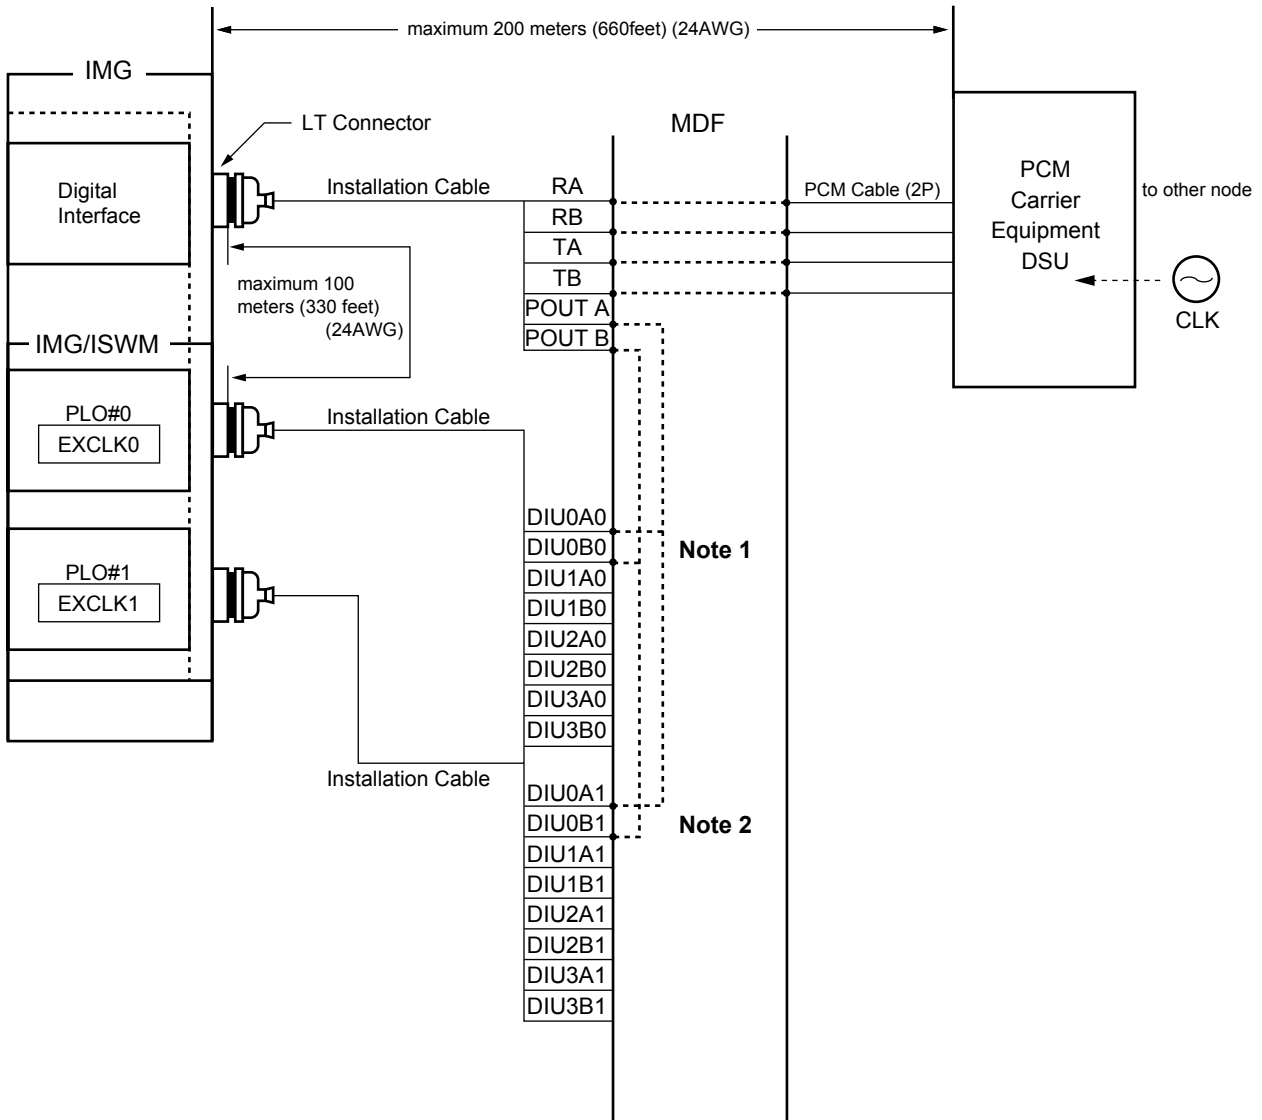 maximum 200 meters (660feet) (24AWG)
IMG
LT Connector
MDF
Digital
Interface
Installation Cable
RA
RB
TA
TB
POUT A
POUT B
PCM Cable (2P)
PCM
Carrier
Equipment
DSU
to other node
CLK
maximum 100
meters (330 feet)
(24AWG)
IMG/ISWM
PLO#0
EXCLK0
Installation Cable
PLO#1
EXCLK1
DIU0A0
DIU0B0
DIU1A0
DIU1B0
DIU2A0
DIU2B0
DIU3A0
DIU3B0
Note 1
Installation Cable
DIU0A1
DIU0B1
DIU1A1
DIU1B1
DIU2A1
DIU2B1
DIU3A1
DIU3B1
Note 2